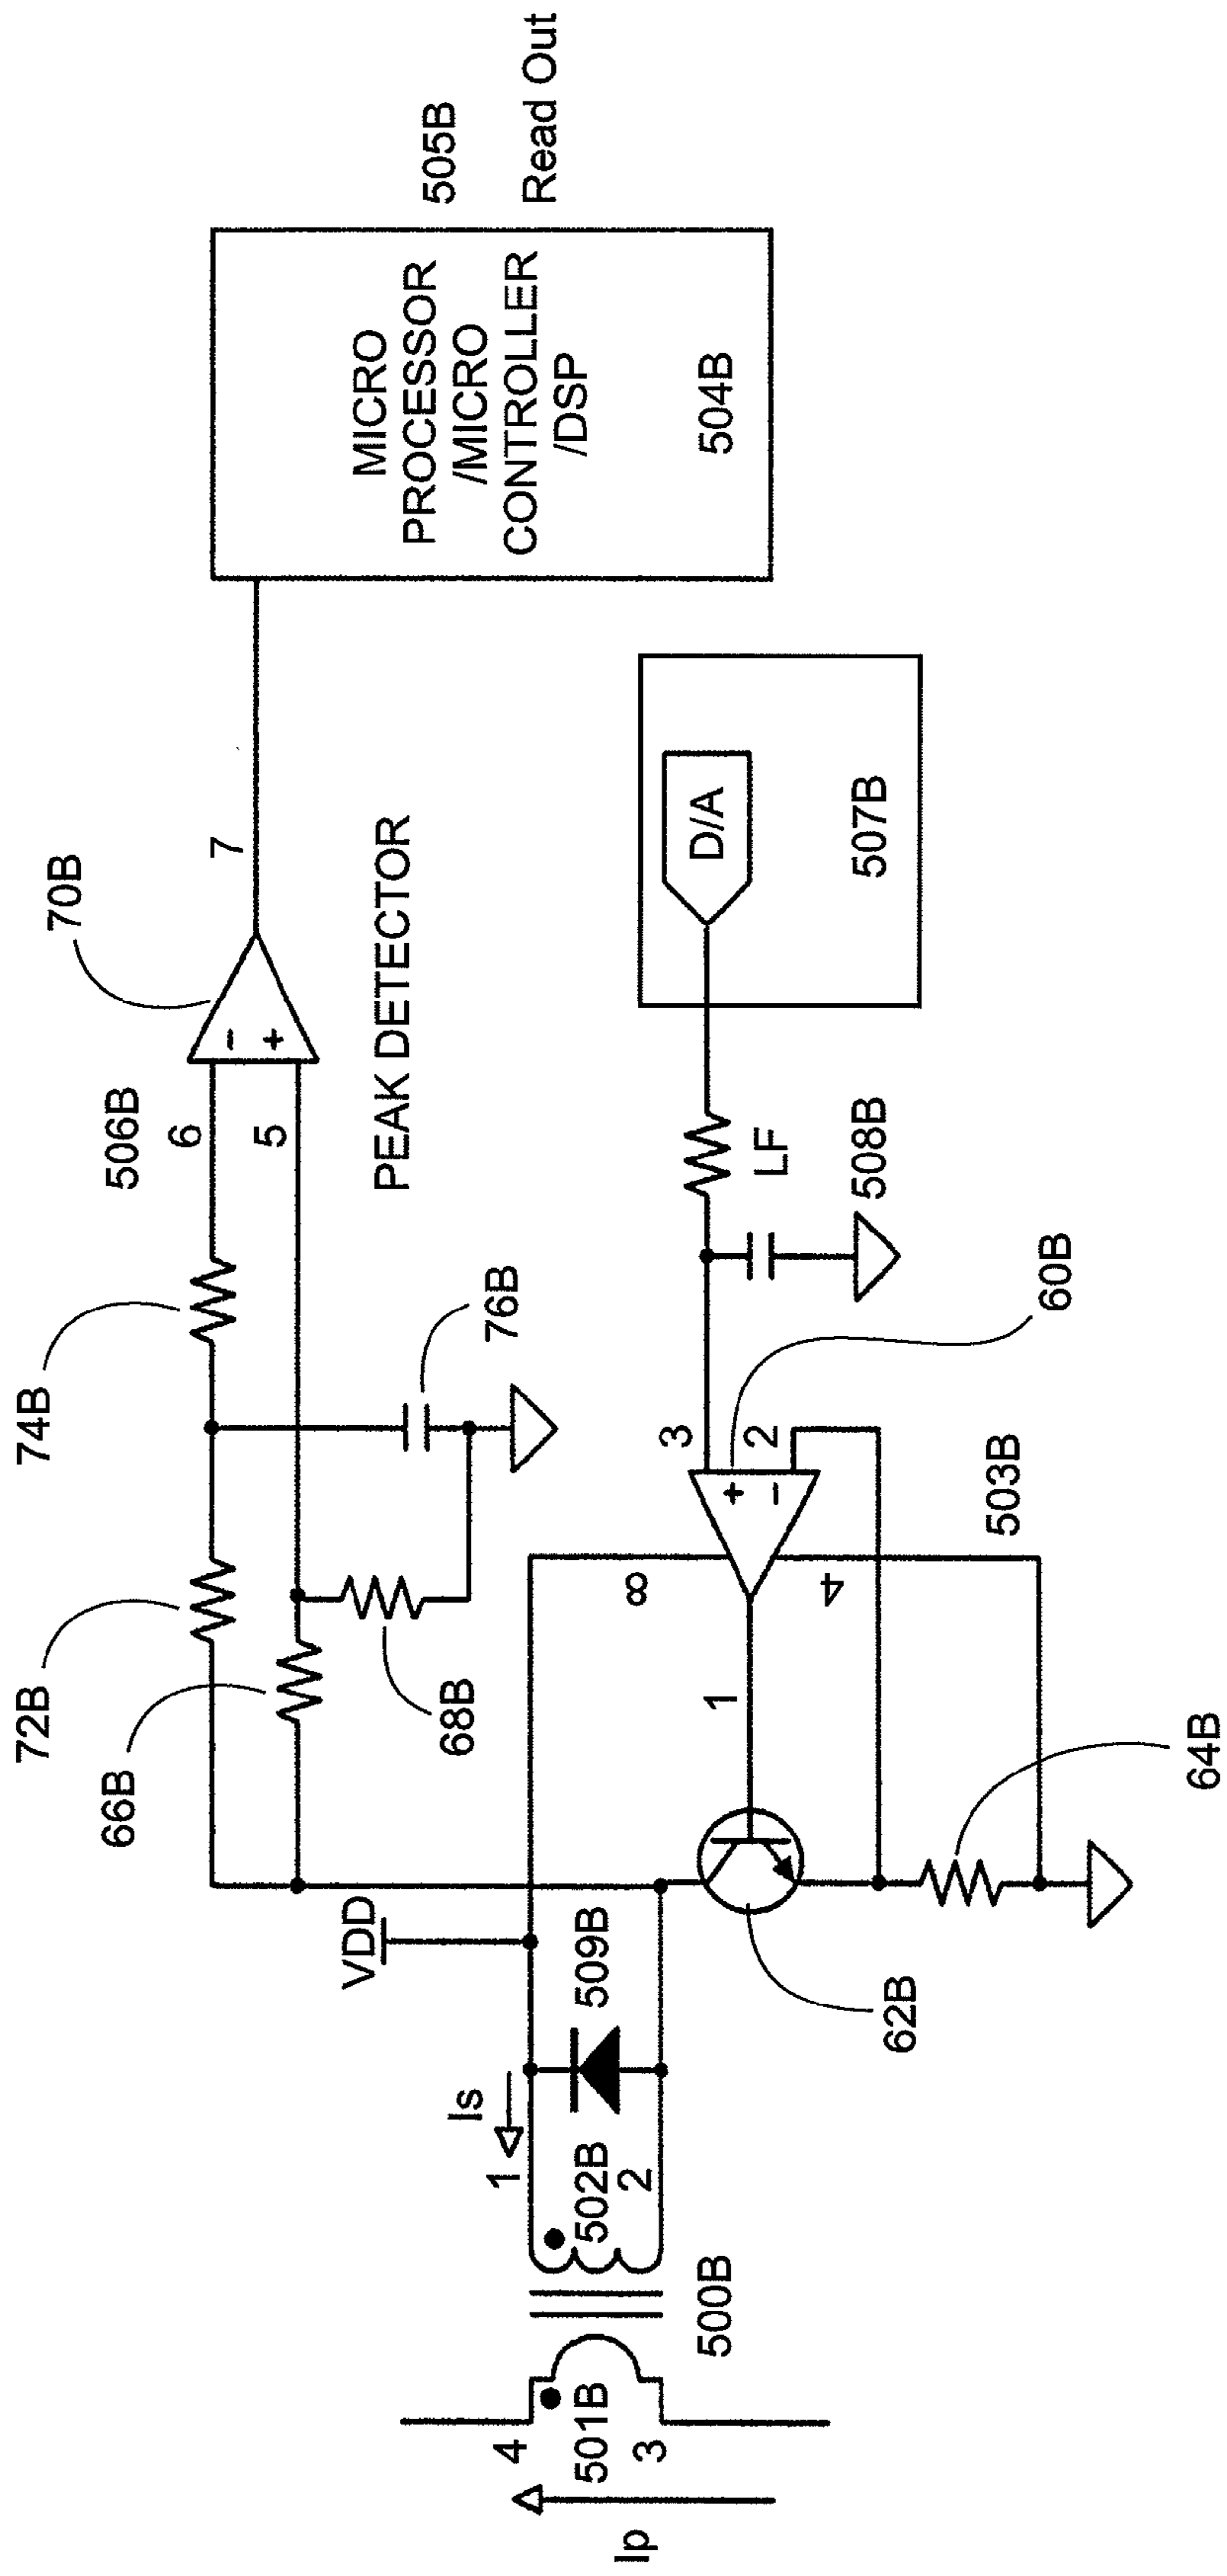 Ip
4
501B
3
500B
1
502B
2
Is
509B
VDD
62B
72B
66B
68B
74B
76B
1
8
4
64B
503B
3
2
60B
+
−
LF
508B
506B
6
5
−
+
70B
7
PEAK DETECTOR
D/A
507B
MICRO
PROCESSOR
/MICRO
CONTROLLER
/DSP
504B
505B
Read Out